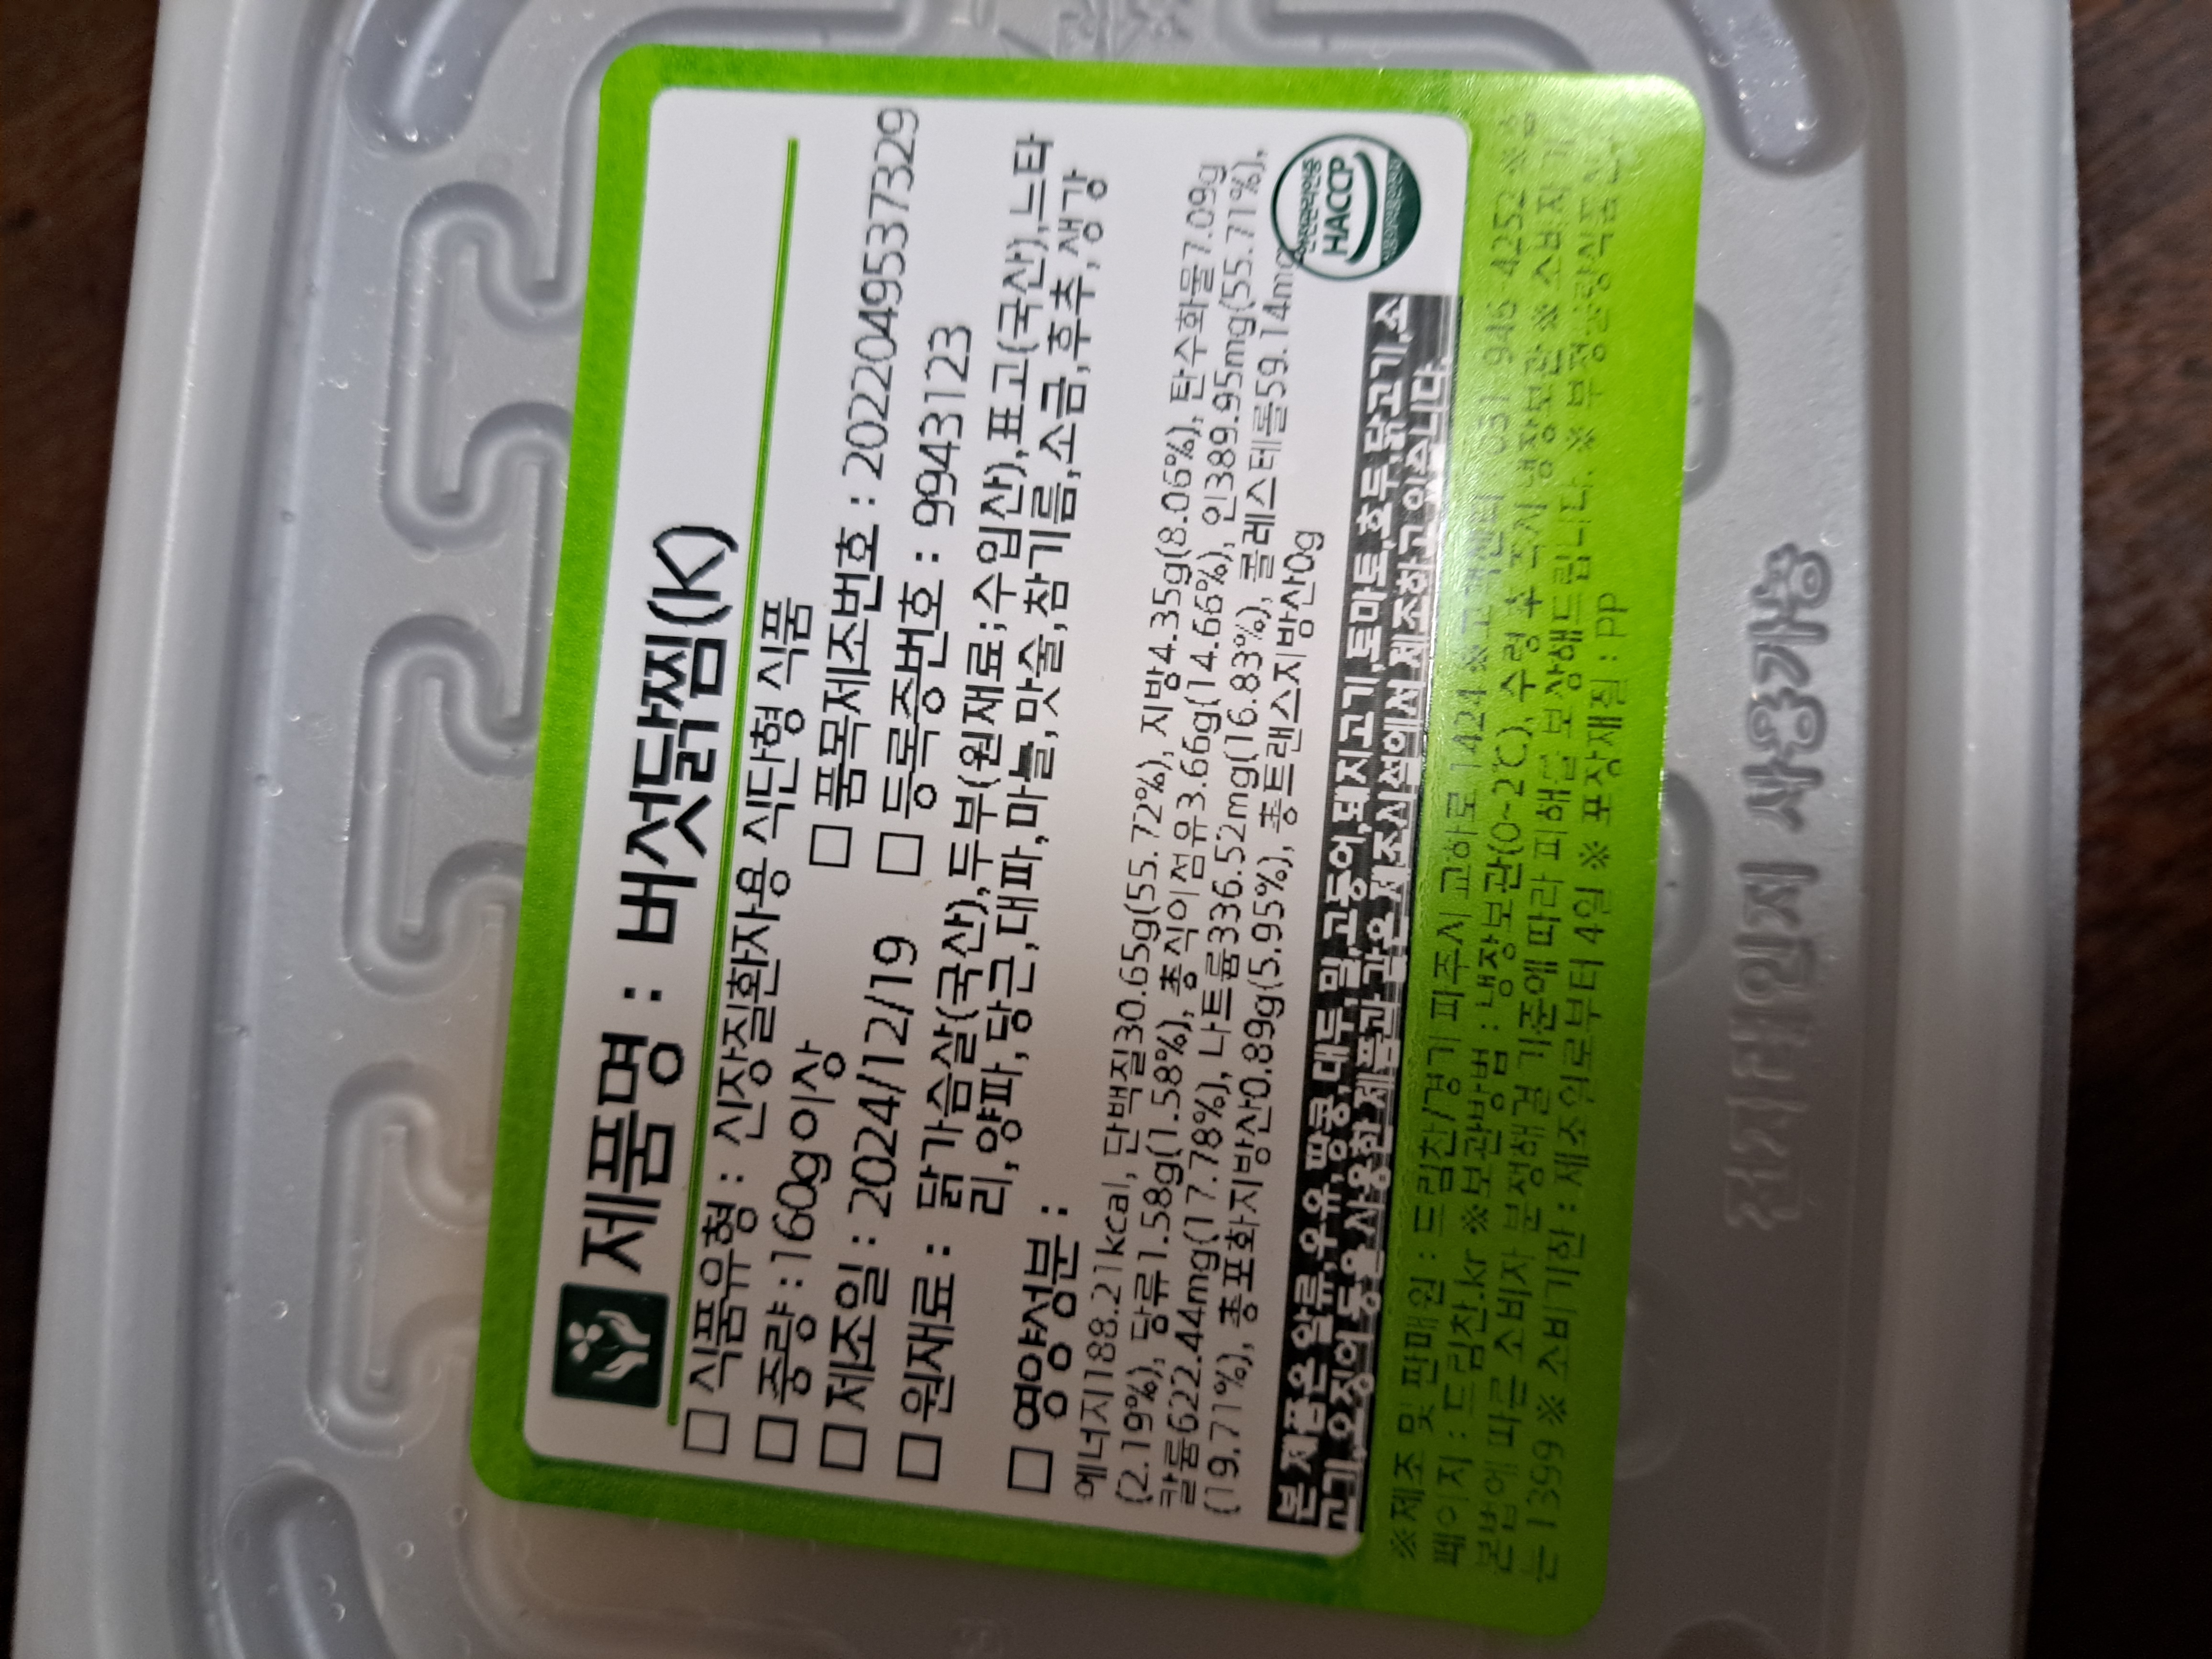 제품명 : 버섯닭찜(K)
□ 식품유형 : 신장질환자용 식단형 식품
□ 중량 : 160g이상 □ 품목제조번호 : 20220495373​29
□ 제조일 : 2024/12/19 □ 등록증번호 : 9943123
□ 원재료 : 닭가슴살(국산),두부(원재료;수입산),표고(국산),느타
리,양파,당근,대파,마늘,맛술,참기름,소금,후추,생강
□ 영양성분 :
에너지188.21kcal, 단백질30.65g(55.72%), 지방4.35g(8.06%), 탄수화물7.09g
(2.19%), 당류1.58g(1.58%), 총식이섬유3.66g(14.66%), 인389.95mg(55.71%),
칼륨622.44mg(17.78%), 나트륨336.52mg(16.83%), 콜레스테롤59.14mg
(19.71%), 총포화지방산0.89g(5.95%), 총트랜스지방산0g
HACCP
본 제품은 알류,우유,땅콩,대두,밀,고등어,돼지고기,토마토,호두,닭고기,소
고기,오징어 등을 사용한 제품과 같은 제조시설에서 제조하고 있습니다.
※제조 및 판매원 : 드림찬/경기 파주시 교하로 1424 ※고객센터 : 031-946-4252
페이지 : 드림찬.kr ※보관방법 : 냉장보관(0~2℃), 수령 후 즉시 냉장보관 ※ 소비자
본법에 따른 소비자 분쟁해결 기준에 따라 피해를 보상해드립니다. ※ 부정·불량식품
는 1399 ※ 소비기한 : 제조일로부터 4일 ※ 포장재질 : PP
전자레인지 사용가능